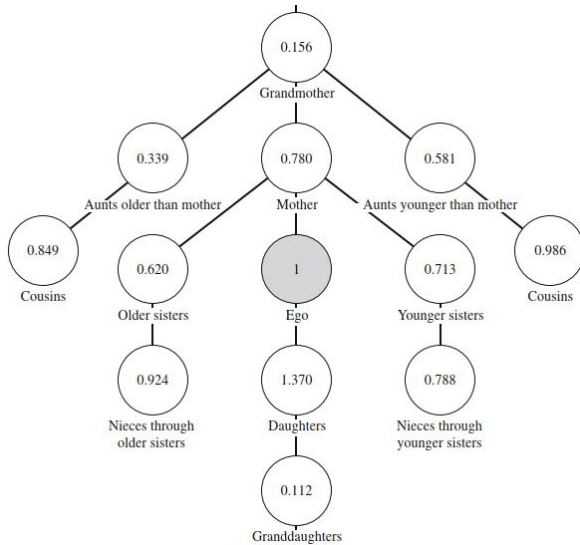 0.156
Grandmother
0.339 0.780 0.581
Aunts older than mother Mother Aunts younger than mother
0.849 0.986
0.620 1 0.713
Cousins Cousins
Older sisters Ego Younger sisters
0.924 1.370 0.788
Nieces through Daughters Nieces through
older sisters younger sisters
0.112
Granddaughters